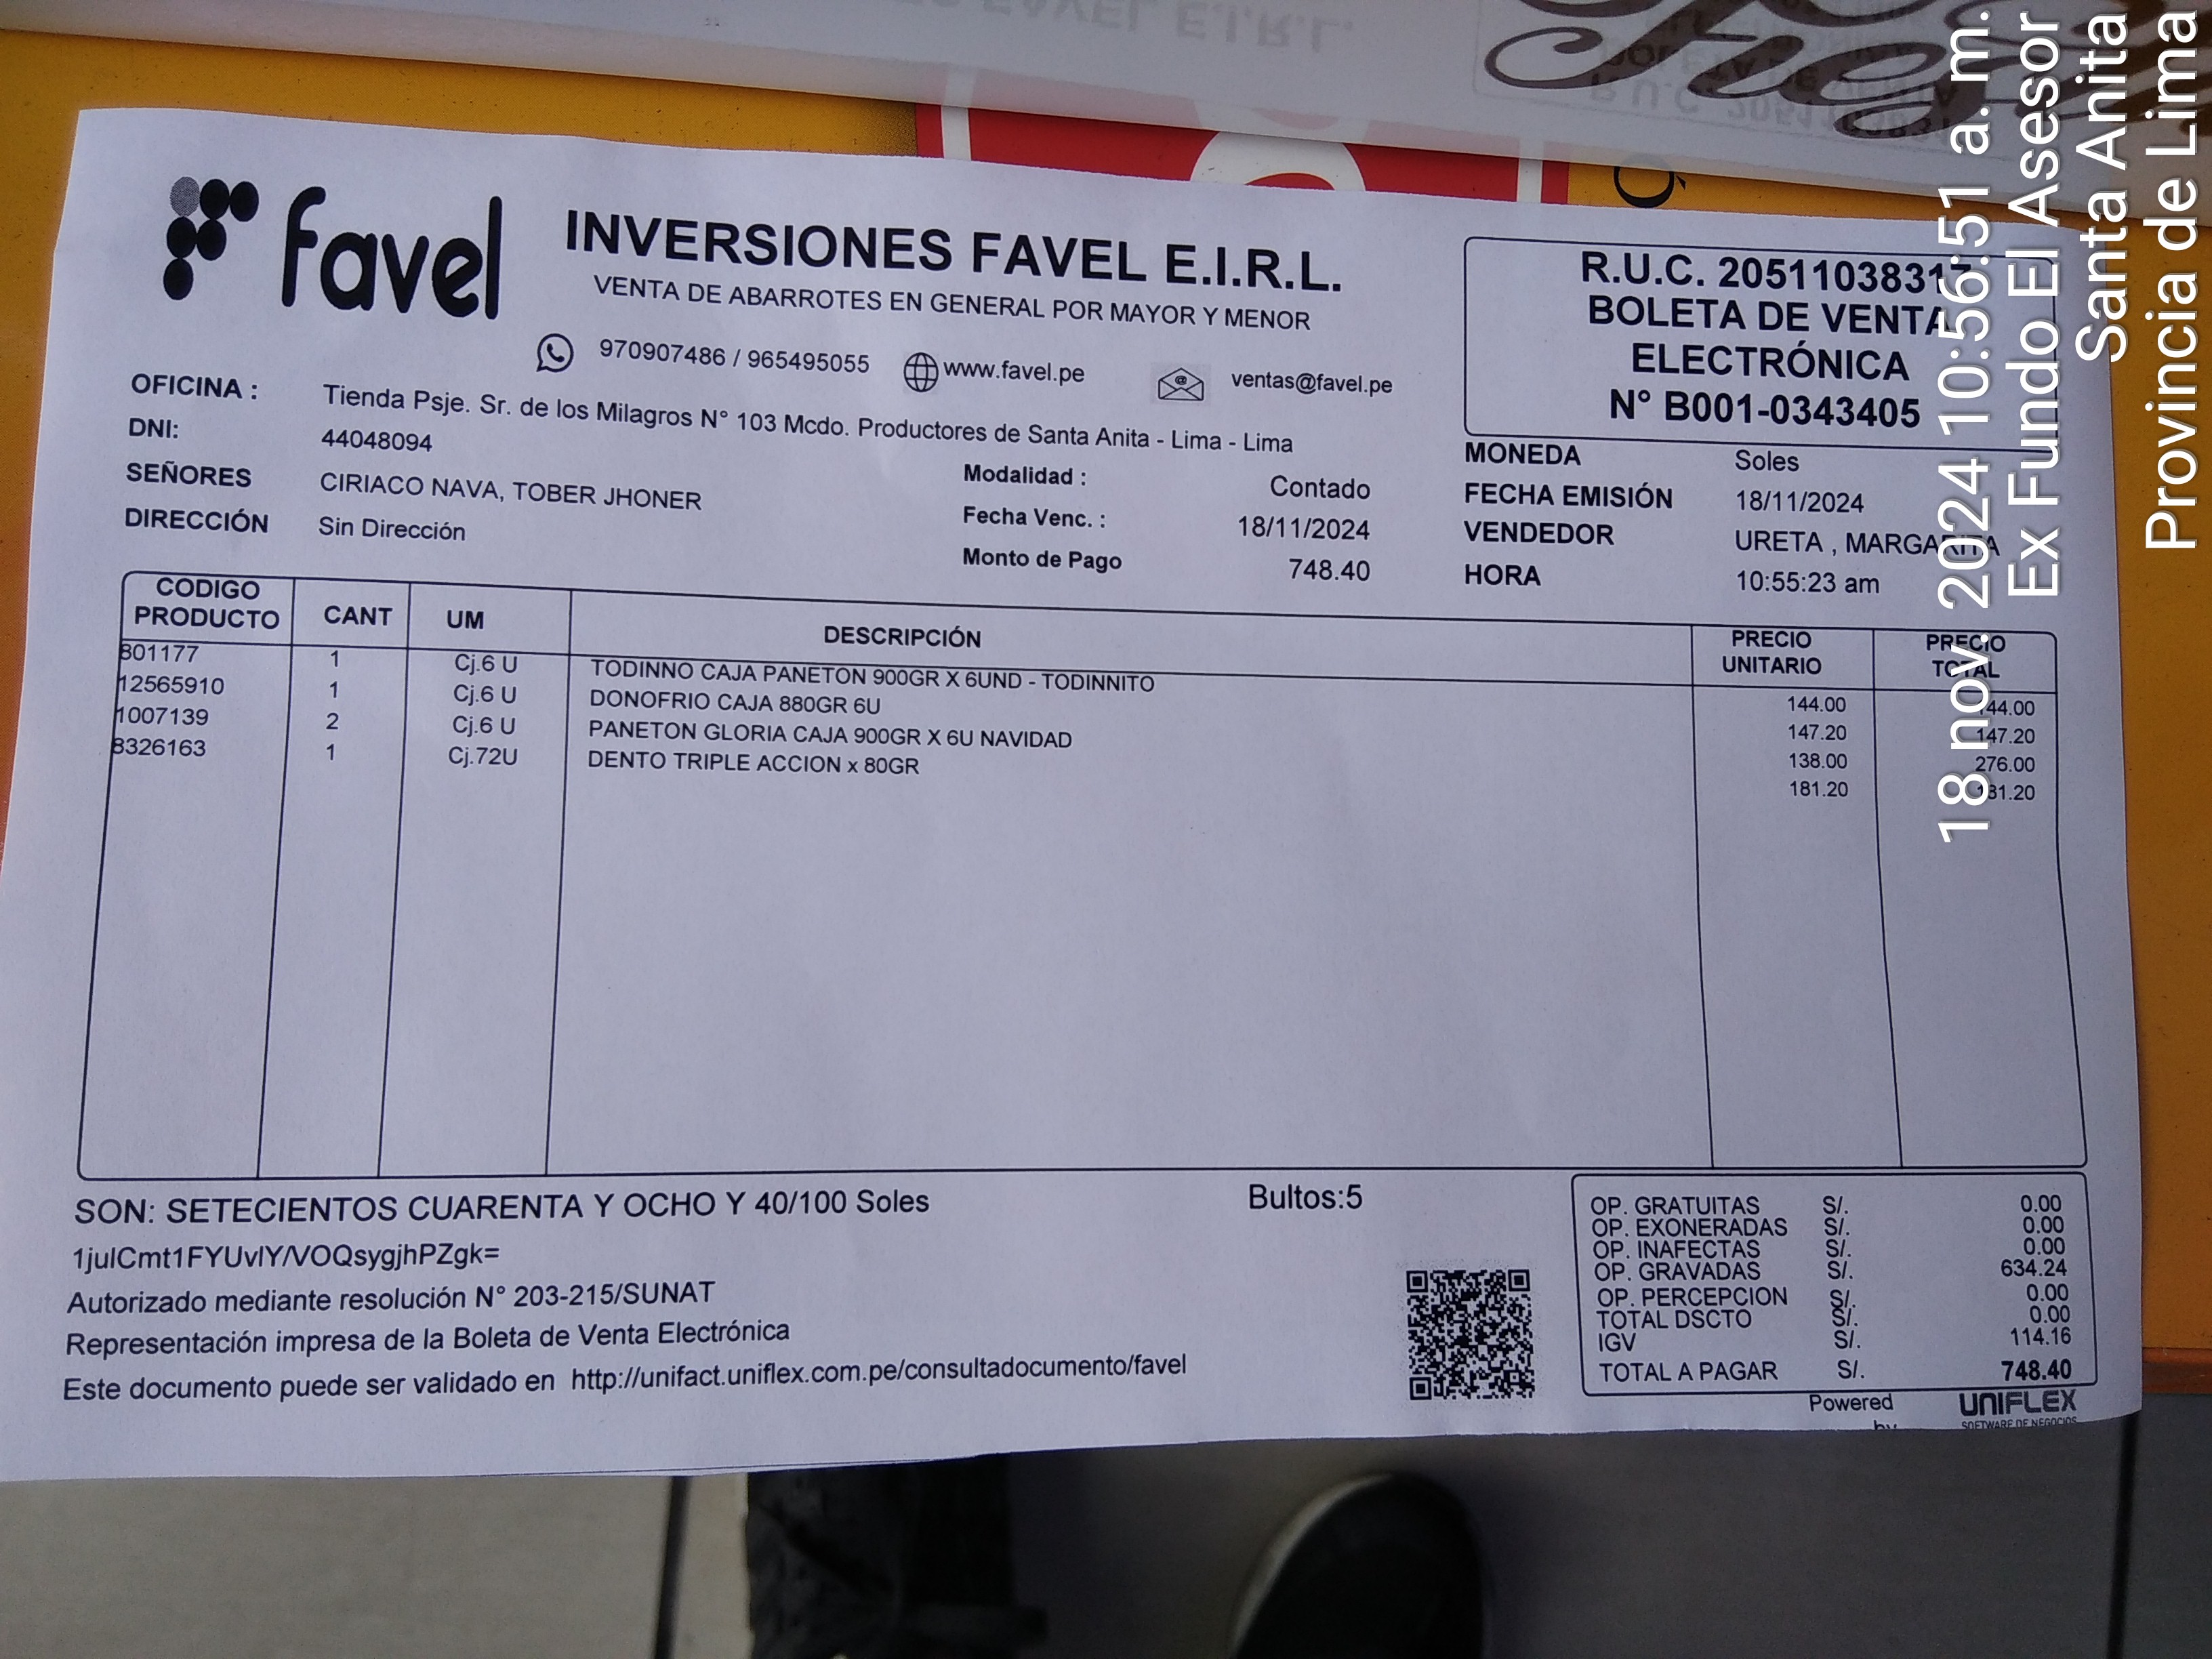 favel
INVERSIONES FAVEL E.I.R.L.
VENTA DE ABARROTES EN GENERAL POR MAYOR Y MENOR
970907486 / 965495055 www.favel.pe ventas@favel.pe
OFICINA : Tienda Psje. Sr. de los Milagros N° 103 Mcdo. Productores de Santa Anita - Lima - Lima
DNI: 44048094
SEÑORES CIRIACO NAVA, TOBER JHONER
DIRECCIÓN Sin Dirección
Modalidad : Contado
Fecha Venc. : 18/11/2024
Monto de Pago 748.40
R.U.C. 20511038317
BOLETA DE VENTA
ELECTRÓNICA
N° B001-0343405
MONEDA Soles
FECHA EMISIÓN 18/11/2024
VENDEDOR URETA , MARGARITA
HORA 10:55:23 am
CODIGO PRODUCTO CANT UM DESCRIPCIÓN PRECIO UNITARIO PRECIO TOTAL
801177 1 Cj.6 U TODINNO CAJA PANETON 900GR X 6UND - TODINNITO 144.00 144.00
12565910 1 Cj.6 U DONOFRIO CAJA 880GR 6U 147.20 147.20
1007139 2 Cj.6 U PANETON GLORIA CAJA 900GR X 6U NAVIDAD 138.00 276.00
8326163 1 Cj.72U DENTO TRIPLE ACCION x 80GR 181.20 181.20
SON: SETECIENTOS CUARENTA Y OCHO Y 40/100 Soles
Bultos:5
1julCmt1FYUvlY/VOQsygjhPZgk=
Autorizado mediante resolución N° 203-215/SUNAT
Representación impresa de la Boleta de Venta Electrónica
Este documento puede ser validado en http://unifact.uniflex.com.pe/consultadocumento/favel
OP. GRATUITAS S/. 0.00
OP. EXONERADAS S/. 0.00
OP. INAFECTAS S/. 0.00
OP. GRAVADAS S/. 634.24
OP. PERCEPCION S/. 0.00
TOTAL DSCTO S/. 0.00
IGV S/. 114.16
TOTAL A PAGAR S/. 748.40
Powered by UNIFLEX
SOFTWARE DE NEGOCIOS
18 nov. 2024 10:56:51 a. m.
Ex Fundo El Asesor
Santa Anita
Provincia de Lima